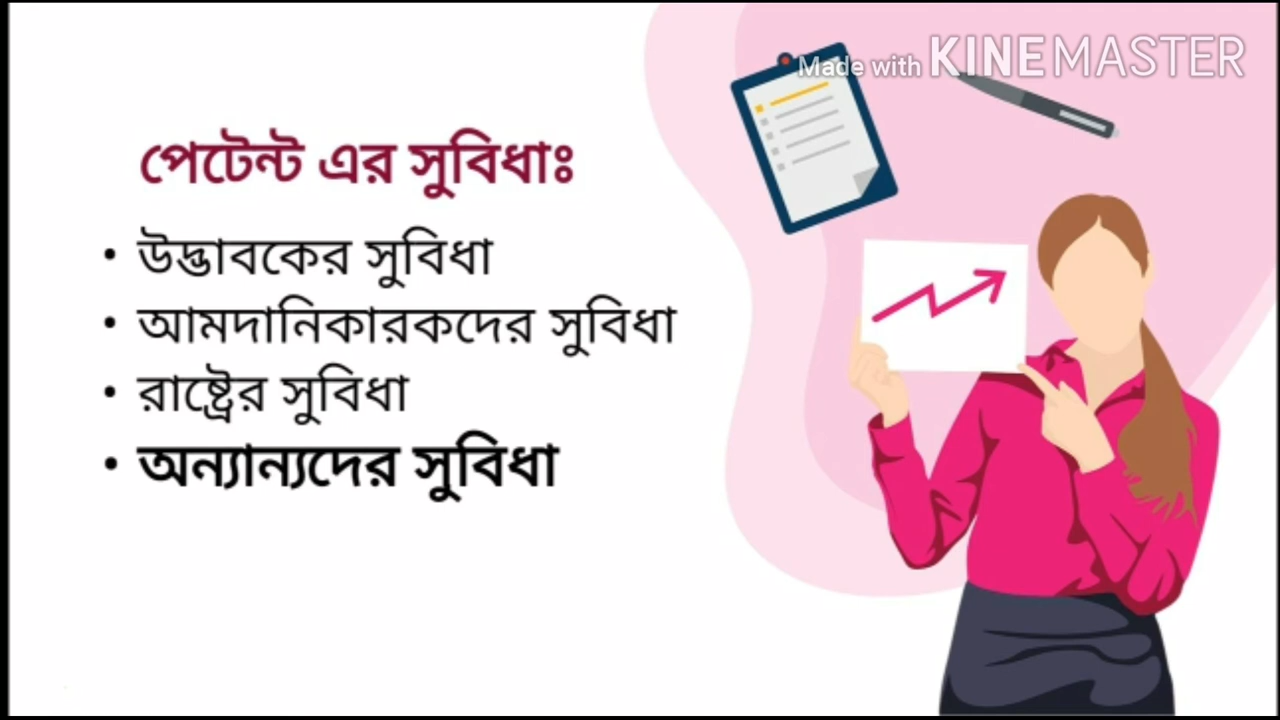 Made with KINEMASTER
পেটেন্ট এর সুবিধাঃ
• উদ্ভাবকের সুবিধা
• আমদানিকারকদের সুবিধা
• রাষ্ট্রের সুবিধা
• অন্যান্যদের সুবিধা